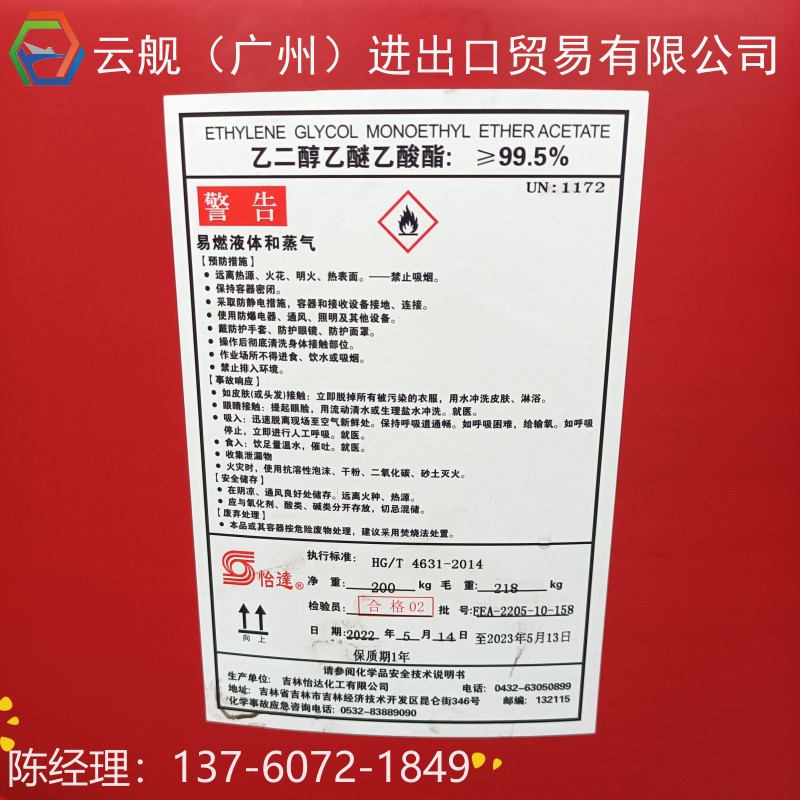 云舰（广州）进出口贸易有限公司
ETHYLENE GLYCOL MONOETHYL ETHER ACETATE
乙二醇乙醚乙酸酯: ≥99.5%
UN:1172
警告
易燃液体和蒸气
【预防措施】
• 远离热源、火花、明火、热表面。——禁止吸烟。
• 保持容器密闭。
• 采取防静电措施，容器和接收设备接地、连接。
• 使用防爆电器、通风、照明及其他设备。
• 戴防护手套、防护眼镜、防护面罩。
• 操作后彻底清洗身体接触部位。
• 作业场所不得进食、饮水或吸烟。
• 禁止排入环境。
【事故响应】
• 如皮肤(或头发)接触：立即脱掉所有被污染的衣服，用水冲洗皮肤、淋浴。
• 眼睛接触：提起眼睑，用流动清水或生理盐水冲洗。就医。
• 吸入：迅速脱离现场至空气新鲜处。保持呼吸道通畅。如呼吸困难，给输氧。如呼吸
停止，立即进行人工呼吸。就医。
• 食入：饮足量温水，催吐。就医。
• 收集泄漏物
• 火灾时，使用抗溶性泡沫、干粉、二氧化碳、砂土灭火。
【安全储存】
• 在阴凉、通风良好处储存。远离火种、热源。
• 应与氧化剂、酸类、碱类分开存放，切忌混储。
【废弃处理】
• 本品或其容器按危险废物处理，建议采用焚烧法处置。
怡達®
向上
执行标准: HG/T 4631-2014
净 重: 200 kg 毛 重: 218 kg
检验员: 合格02 批 号:EEA-2205-10-158
日 期:2022 年 5 月 14 日 至2023年5月13日
保质期1年
请参阅化学品安全技术说明书
生产单位: 吉林怡达化工有限公司 电话: 0432-63050899
地址: 吉林省吉林市吉林经济技术开发区昆仑街346号 邮编: 132115
化学事故应急咨询电话: 0532-83889090
陈经理：137-6072-1849